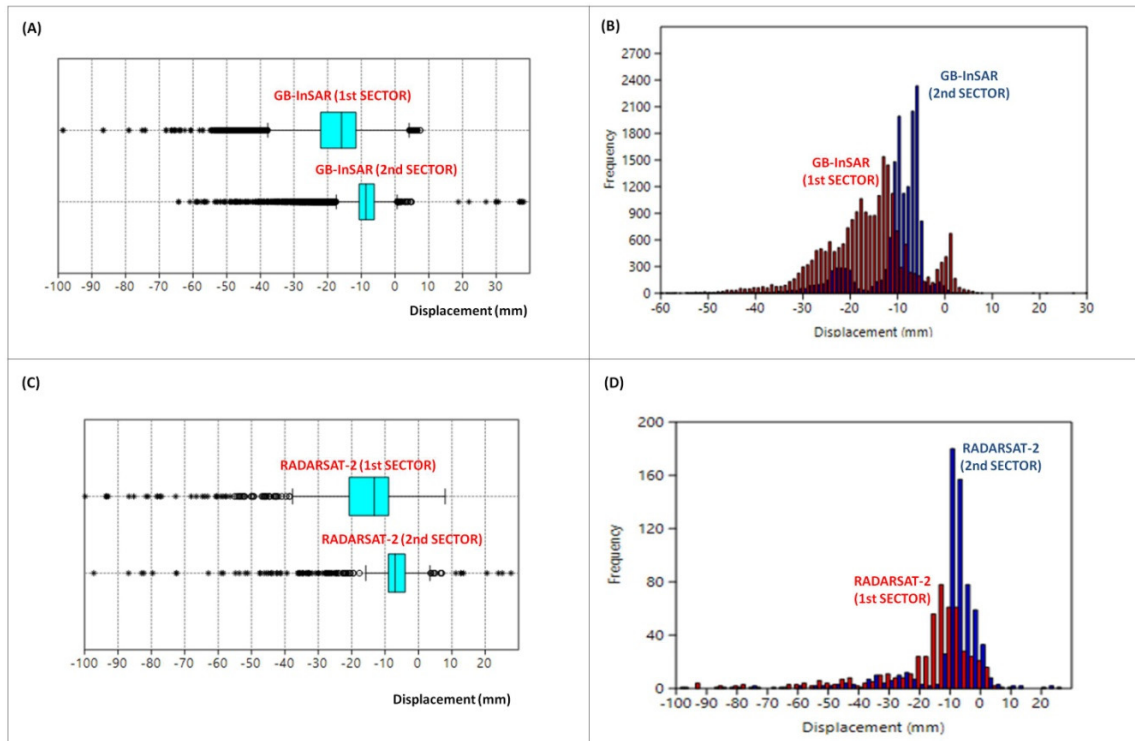 (A)
GB-InSAR (1st SECTOR)
GB-InSAR (2nd SECTOR)
-100 -90 -80 -70 -60 -50 -40 -30 -20 -10 0 10 20 30
Displacement (mm)
(B)
2700
2400
2100
1800
1500
1200
900
600
300
0
Frequency
GB-InSAR
(2nd SECTOR)
GB-InSAR
(1st SECTOR)
-60 -50 -40 -30 -20 -10 0 10 20 30
Displacement (mm)
(C)
RADARSAT-2 (1st SECTOR)
RADARSAT-2 (2nd SECTOR)
-100 -90 -80 -70 -60 -50 -40 -30 -20 -10 0 10 20
Displacement (mm)
(D)
200
160
120
80
40
0
Frequency
RADARSAT-2
(2nd SECTOR)
RADARSAT-2
(1st SECTOR)
-100 -90 -80 -70 -60 -50 -40 -30 -20 -10 0 10 20
Displacement (mm)